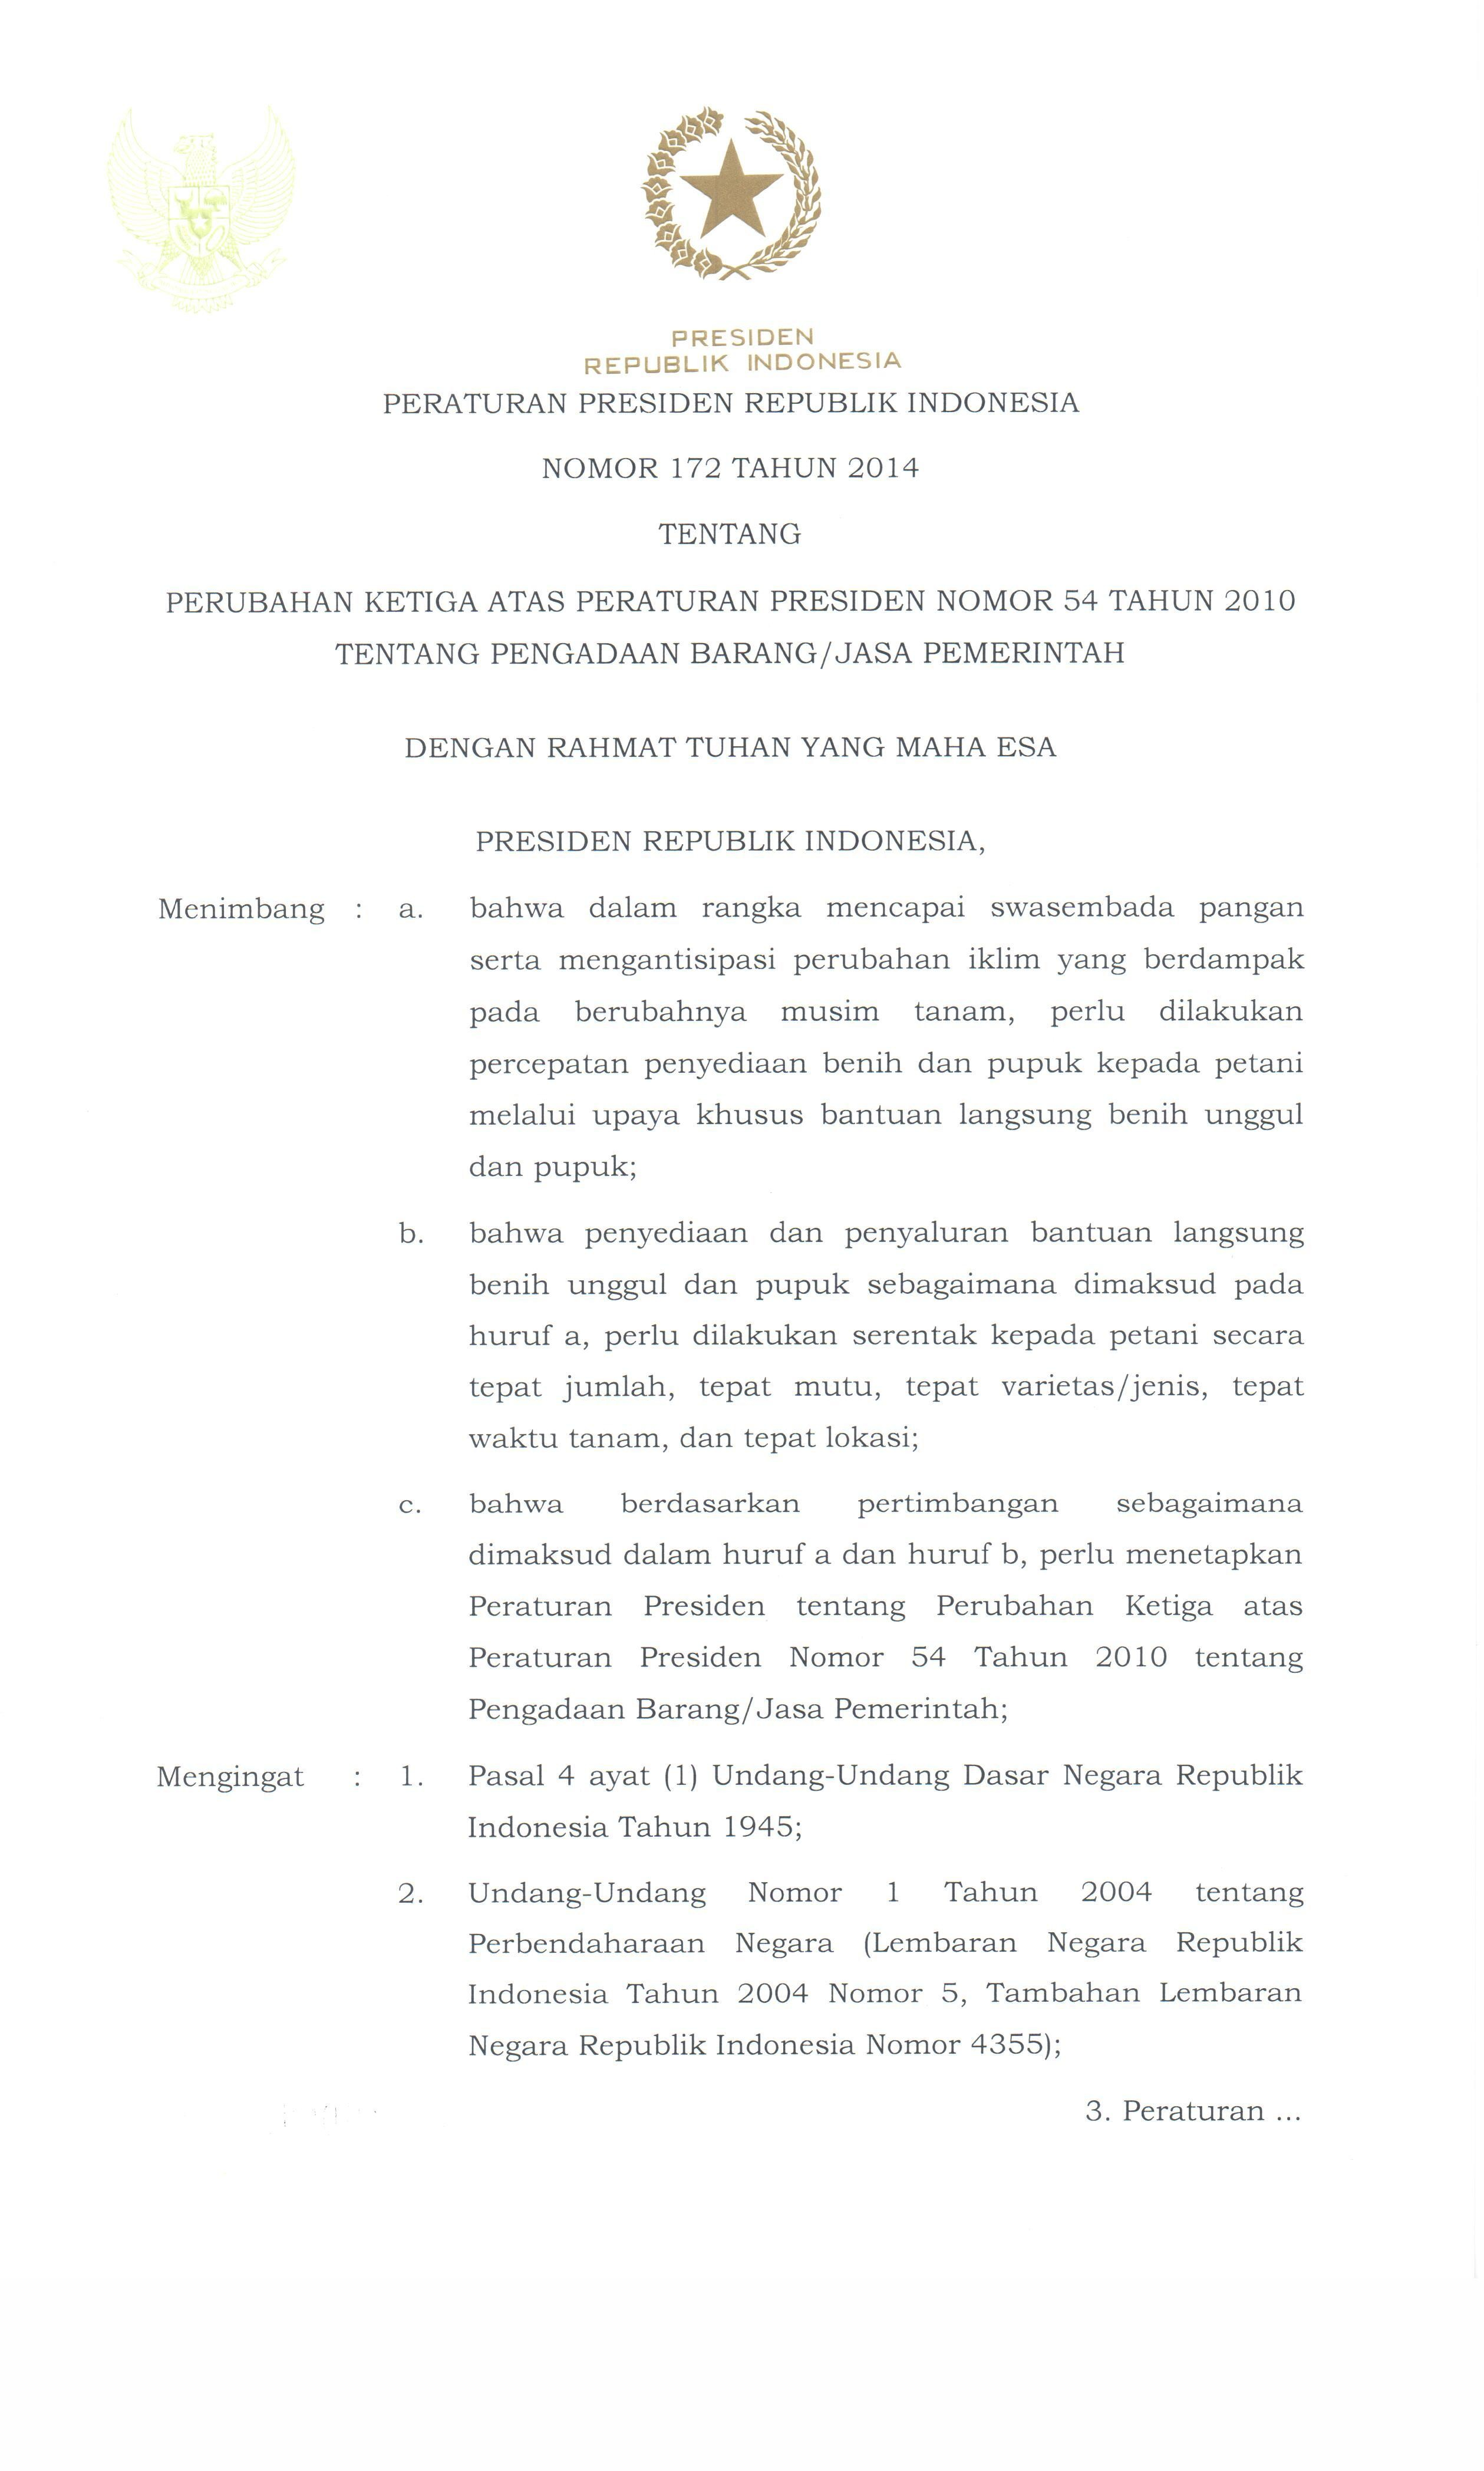 PRESIDEN
REPUBLIK INDONESIA
PERATURAN PRESIDEN REPUBLIK INDONESIA
NOMOR 172 TAHUN 2014
TENTANG
PERUBAHAN KETIGA ATAS PERATURAN PRESIDEN NOMOR 54 TAHUN 2010
TENTANG PENGADAAN BARANG/JASA PEMERINTAH
DENGAN RAHMAT TUHAN YANG MAHA ESA
PRESIDEN REPUBLIK INDONESIA,
Menimbang : a. bahwa dalam rangka mencapai swasembada pangan
serta mengantisipasi perubahan iklim yang berdampak
pada berubahnya musim tanam, perlu dilakukan
percepatan penyediaan benih dan pupuk kepada petani
melalui upaya khusus bantuan langsung benih unggul
dan pupuk;
b. bahwa penyediaan dan penyaluran bantuan langsung
benih unggul dan pupuk sebagaimana dimaksud pada
huruf a, perlu dilakukan serentak kepada petani secara
tepat jumlah, tepat mutu, tepat varietas/jenis, tepat
waktu tanam, dan tepat lokasi;
c. bahwa berdasarkan pertimbangan sebagaimana
dimaksud dalam huruf a dan huruf b, perlu menetapkan
Peraturan Presiden tentang Perubahan Ketiga atas
Peraturan Presiden Nomor 54 Tahun 2010 tentang
Pengadaan Barang/Jasa Pemerintah;
Mengingat : 1. Pasal 4 ayat (1) Undang-Undang Dasar Negara Republik
Indonesia Tahun 1945;
2. Undang-Undang Nomor 1 Tahun 2004 tentang
Perbendaharaan Negara (Lembaran Negara Republik
Indonesia Tahun 2004 Nomor 5, Tambahan Lembaran
Negara Republik Indonesia Nomor 4355);
3. Peraturan ...